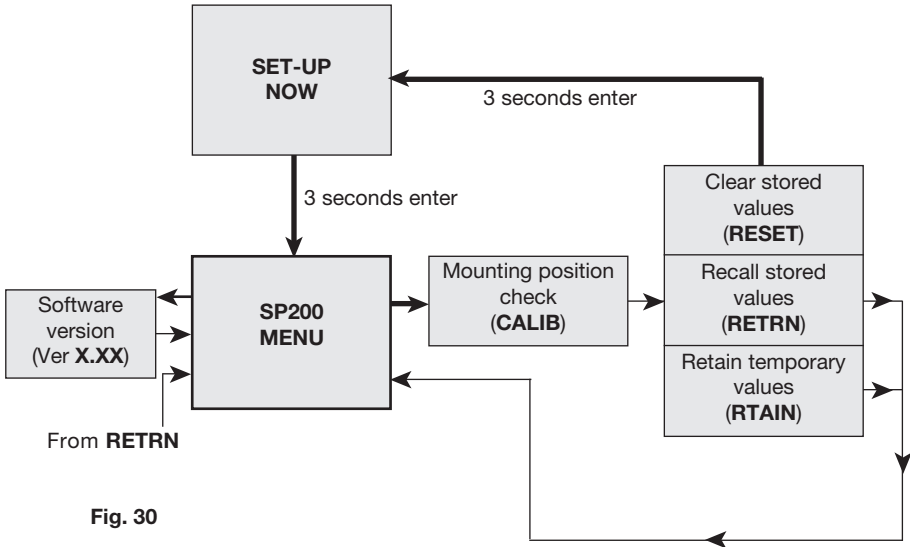 SET-UP
NOW
3 seconds enter
3 seconds enter
Clear stored
values
(RESET)
Mounting position
check
(CALIB)
Recall stored
values
(RETRN)
Software
version
(Ver X.XX)
SP200
MENU
Retain temporary
values
(RTAIN)
From RETRN
Fig. 30